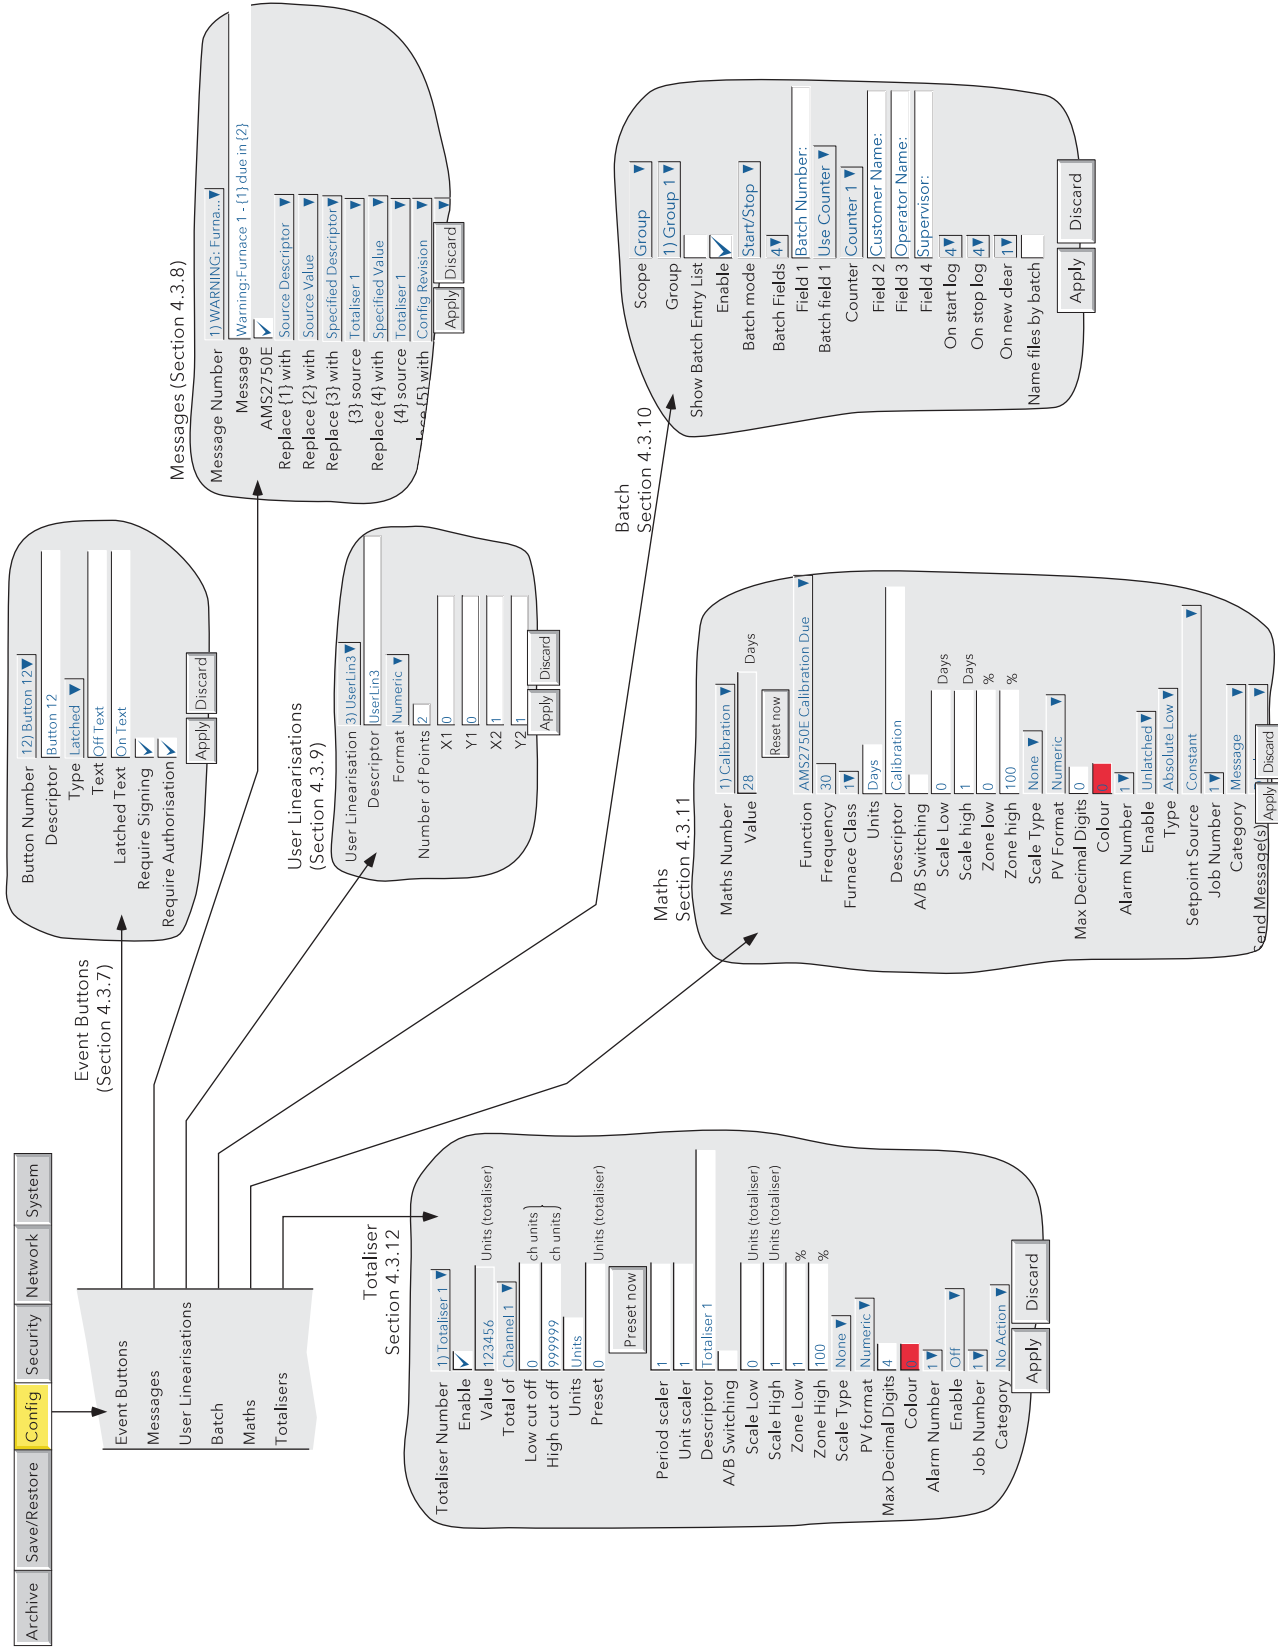 Archive
Save/Restore
Config
Security
Network
System
Event Buttons
Messages
User Linearisations
Batch
Maths
Totalisers
Event Buttons
(Section 4.3.7)
Button Number 12) Button 12
Descriptor Button 12
Type Latched
Text Off Text
Latched Text On Text
Require Signing
Require Authorisation
Apply Discard
Messages (Section 4.3.8)
Message Number 1) WARNING: Furna...
Message Warning:Furnace 1 - {1} due in {2}
AMS2750E
Replace {1} with Source Descriptor
Replace {2} with Source Value
Replace {3} with Specified Descriptor
{3} source Totaliser 1
Replace {4} with Specified Value
{4} source Totaliser 1
lace {5} with Config Revision
Apply Discard
User Linearisations
(Section 4.3.9)
User Linearisation 3) UserLin3
Descriptor UserLin3
Format Numeric
Number of Points 2
X1 0
Y1 0
X2 1
Y2 1
Apply Discard
Batch
Section 4.3.10
Scope Group
Group 1) Group 1
Show Batch Entry List
Enable
Batch mode Start/Stop
Batch Fields 4
Field 1 Batch Number:
Batch field 1 Use Counter
Counter Counter 1
Field 2 Customer Name:
Field 3 Operator Name:
Field 4 Supervisor:
On start log 4
On stop log 4
On new clear 1
Name files by batch
Apply Discard
Maths
Section 4.3.11
Maths Number 1) Calibration
Value 28 Days
Reset now
Function AMS2750E Calibration Due
Frequency 30
Furnace Class 1
Units Days
Descriptor Calibration
A/B Switching
Scale Low 0 Days
Scale high 1 Days
Zone low 0 %
Zone high 100 %
Scale Type None
PV Format Numeric
Max Decimal Digits 0
Colour 0
Alarm Number 1
Enable Unlatched
Type Absolute Low
Setpoint Source Constant
Job Number 1
Category Message
end Message(s)
Apply Discard
Totaliser
Section 4.3.12
Totaliser Number 1) Totaliser 1
Enable
Value 123456 Units (totaliser)
Total of Channel 1
Low cut off 0 ch units
High cut off 999999 ch units
Units Units
Preset 0 Units (totaliser)
Preset now
Period scaler 1
Unit scaler 1
Descriptor Totaliser 1
A/B Switching
Scale Low 0 Units (totaliser)
Scale High 1 Units (totaliser)
Zone Low 1 %
Zone High 100 %
Scale Type None
PV format Numeric
Max Decimal Digits 4
Colour 0
Alarm Number 1
Enable Off
Job Number 1
Category No Action
Apply Discard